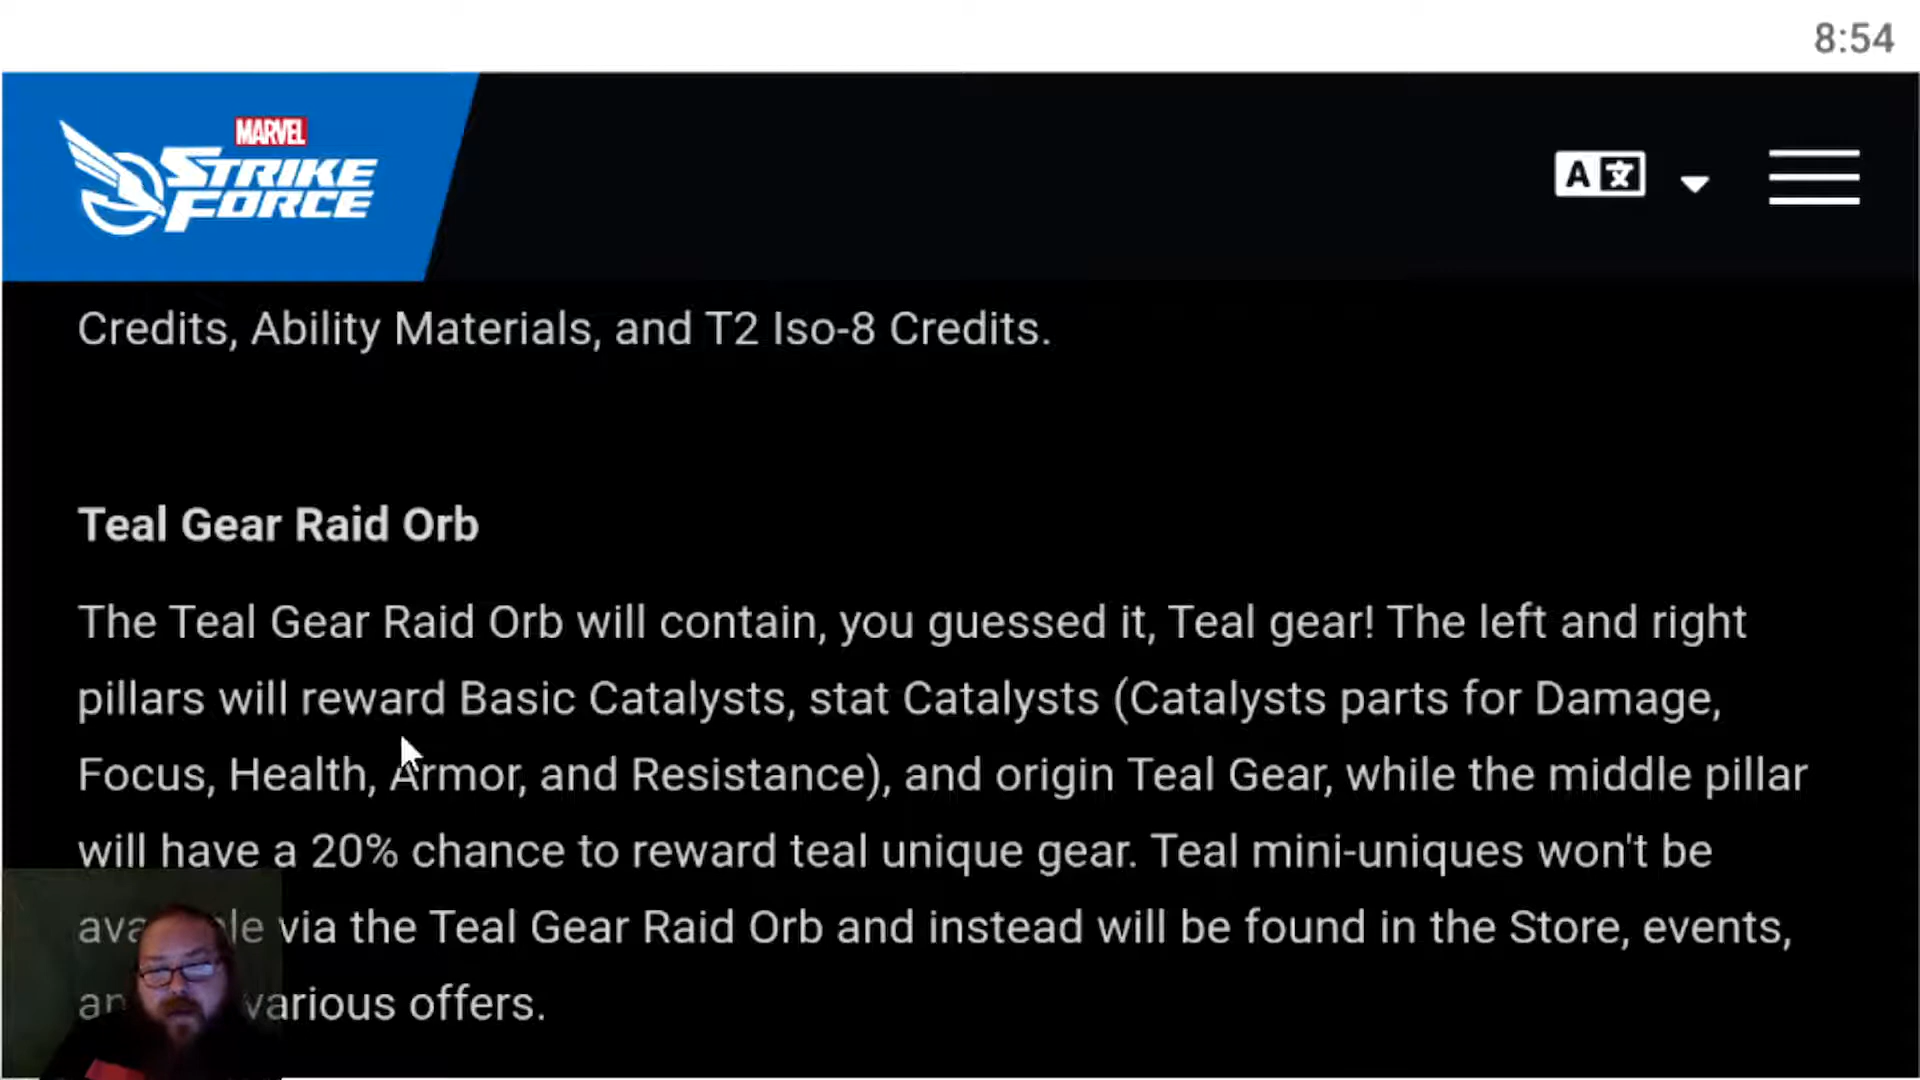 8:54
MARVEL
STRIKE
FORCE
A 文
Credits, Ability Materials, and T2 Iso-8 Credits.
Teal Gear Raid Orb
The Teal Gear Raid Orb will contain, you guessed it, Teal gear! The left and right
pillars will reward Basic Catalysts, stat Catalysts (Catalysts parts for Damage,
Focus, Health, Armor, and Resistance), and origin Teal Gear, while the middle pillar
will have a 20% chance to reward teal unique gear. Teal mini-uniques won't be
via the Teal Gear Raid Orb and instead will be found in the Store, events,
various offers.